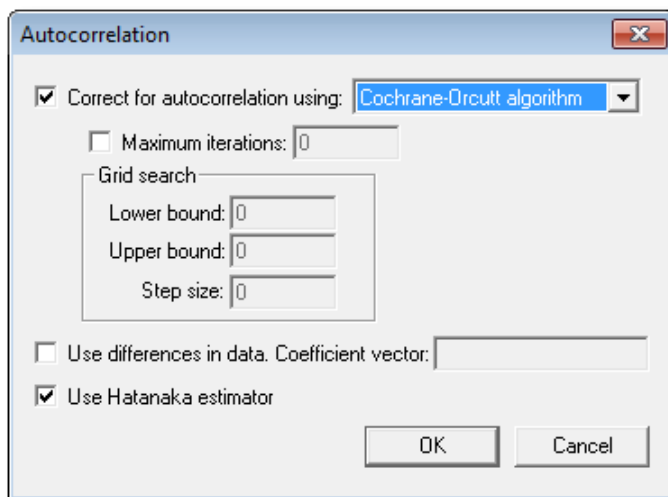 Autocorrelation
Correct for autocorrelation using: Cochrane-Orcutt algorithm
Maximum iterations: 0
Grid search
Lower bound: 0
Upper bound: 0
Step size: 0
Use differences in data. Coefficient vector:
Use Hatanaka estimator
OK Cancel